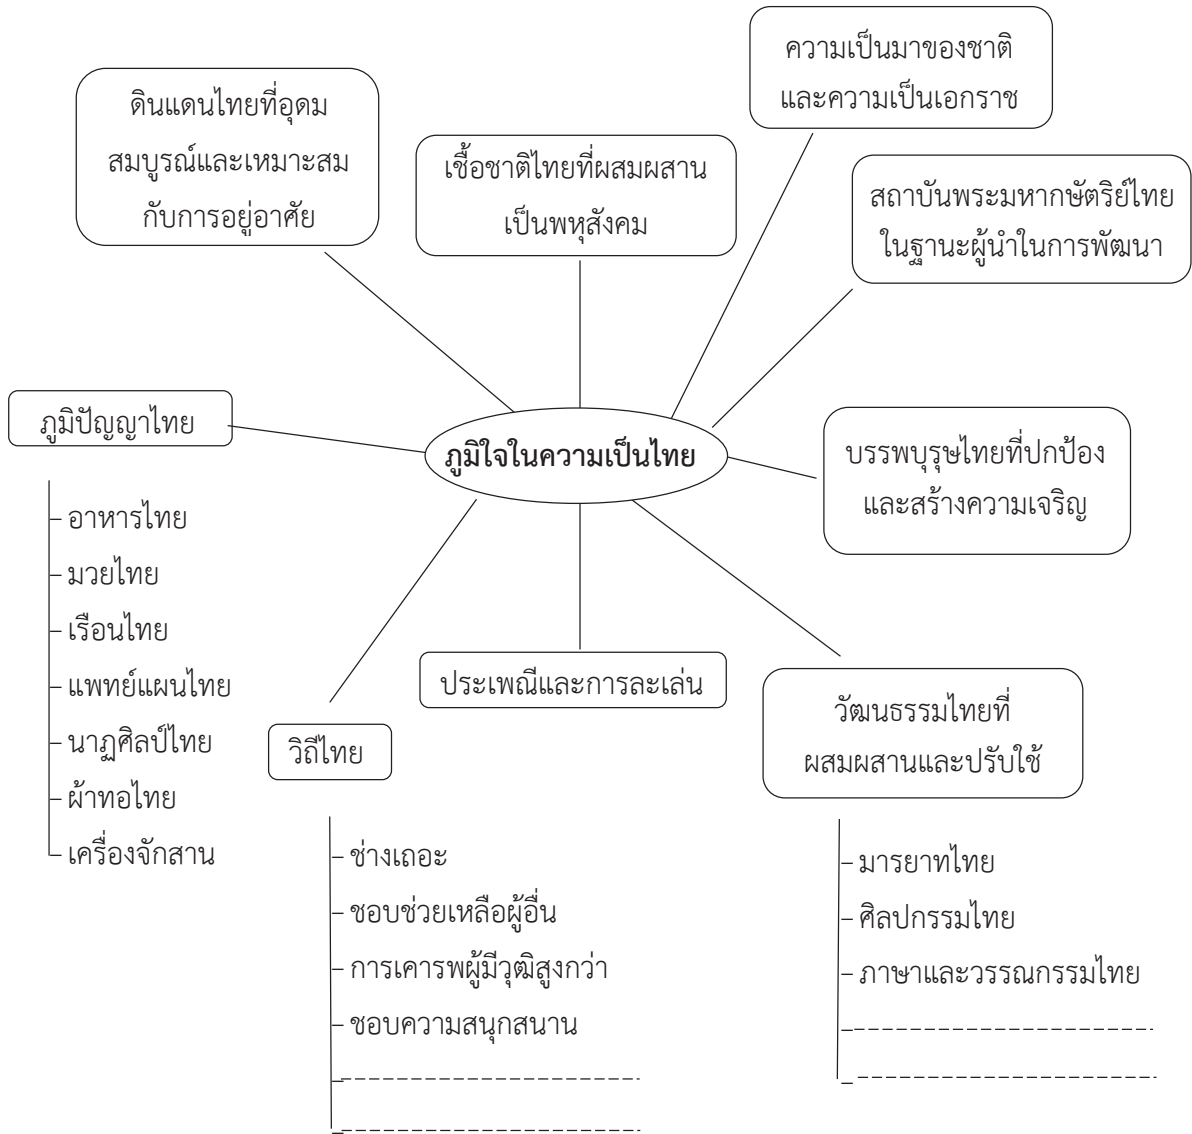 ความเป็นมาของชาติ
และความเป็นเอกราช
ดินแดนไทยที่อุดม
สมบูรณ์และเหมาะสม
กับการอยู่อาศัย
เชื้อชาติไทยที่ผสมผสาน
เป็นพหุสังคม
สถาบันพระมหากษัตริย์ไทย
ในฐานะผู้นำในการพัฒนา
ภูมิปัญญาไทย
ภูมิใจในความเป็นไทย
บรรพบุรุษไทยที่ปกป้อง
และสร้างความเจริญ
อาหารไทย
มวยไทย
เรือนไทย
แพทย์แผนไทย
นาฏศิลป์ไทย
ผ้าทอไทย
เครื่องจักสาน
ประเพณีและการละเล่น
วิถีไทย
ช่างเถอะ
ชอบช่วยเหลือผู้อื่น
การเคารพผู้มีวุฒิสูงกว่า
ชอบความสนุกสนาน
วัฒนธรรมไทยที่
ผสมผสานและปรับใช้
มารยาทไทย
ศิลปกรรมไทย
ภาษาและวรรณกรรมไทย